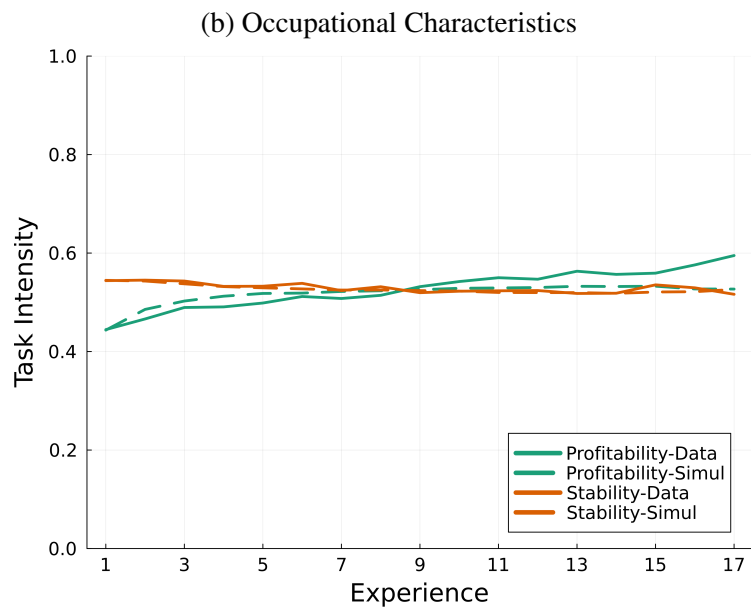 (b) Occupational Characteristics
Task Intensity
1.0
0.8
0.6
0.4
0.2
0.0
Profitability-Data
Profitability-Simul
Stability-Data
Stability-Simul
1 3 5 7 9 11 13 15 17
Experience